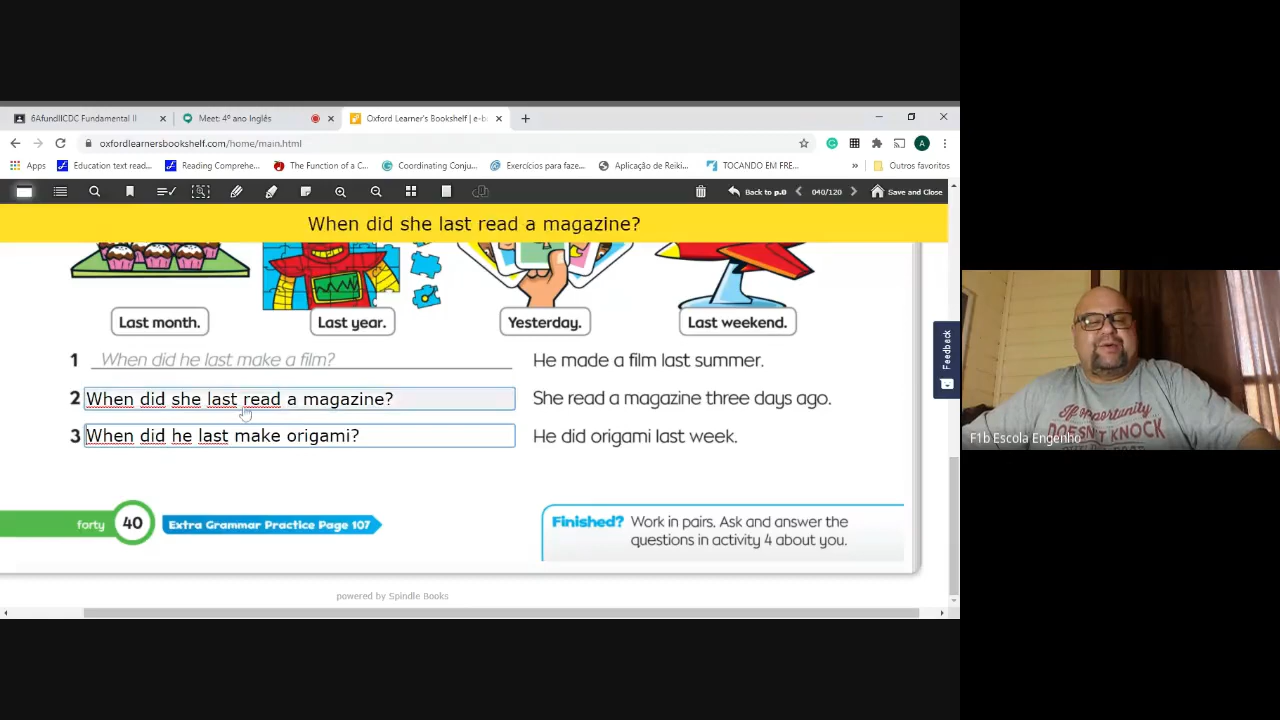 6AfundIICDC Fundamental II
Meet: 4º ano Inglês
Oxford Learner's Bookshelf | e-b
oxfordlearnersbookshelf.com/home/main.html
A
Apps
Education text read...
Reading Comprehe...
The Function of a C...
Coordinating Conju...
Exercícios para faze...
Aplicação de Reiki...
TOCANDO EM FRE...
»
Outros favoritos
Back to p.0
040/120
Save and Close
When did she last read a magazine?
Last month.
Last year.
Yesterday.
Last weekend.
1 When did he last make a film? He made a film last summer.
2 When did she last read a magazine? She read a magazine three days ago.
3 When did he last make origami? He did origami last week.
forty 40 Extra Grammar Practice Page 107
Finished? Work in pairs. Ask and answer the
questions in activity 4 about you.
powered by Spindle Books
Feedback
If opportunity
DOESN'T KNOCK
F1b Escola Engenho